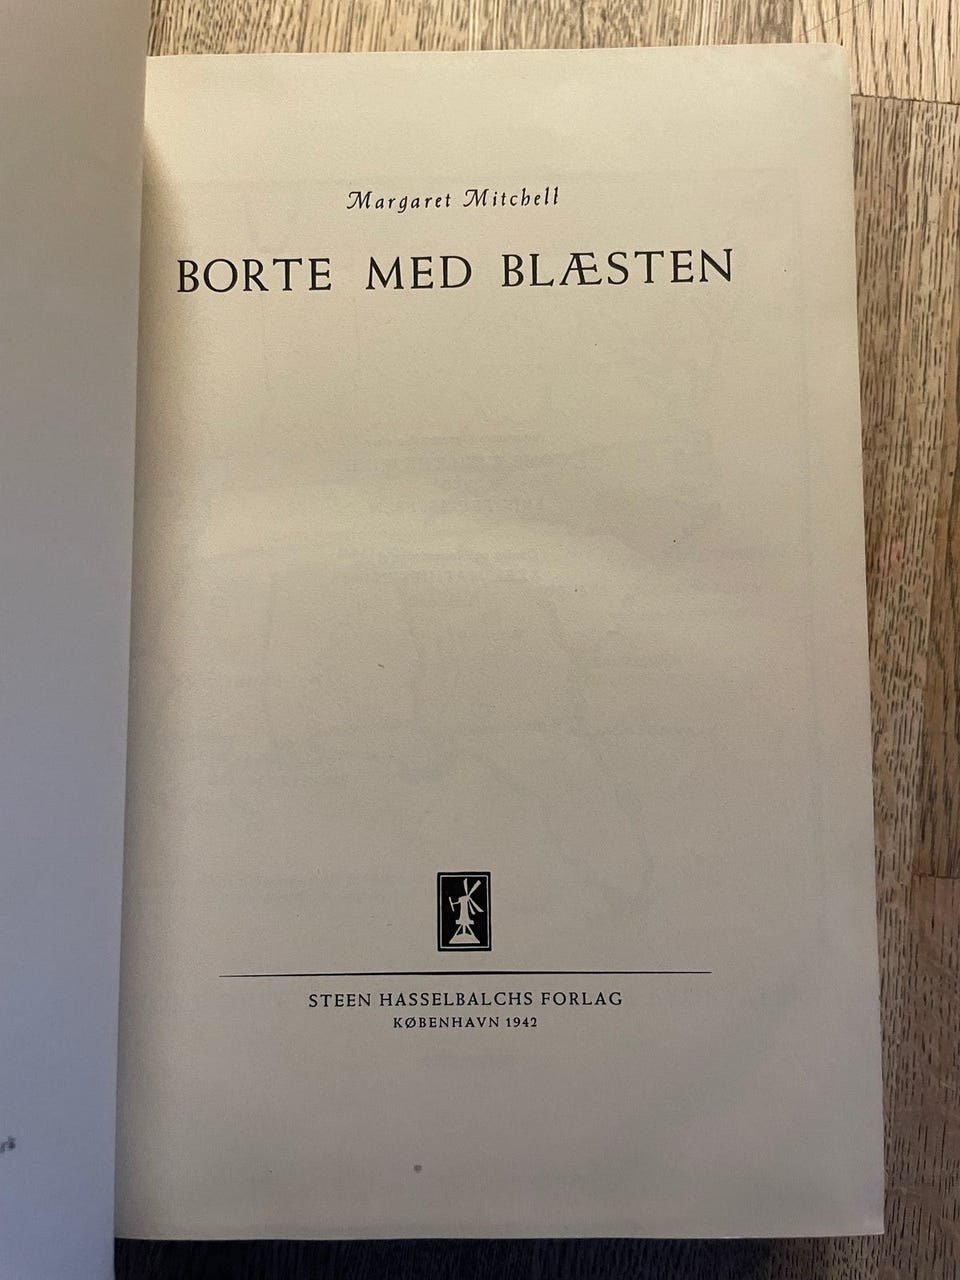 Margaret Mitchell
BORTE MED BLÆSTEN
STEEN HASSELBALCHS FORLAG
KØBENHAVN 1942